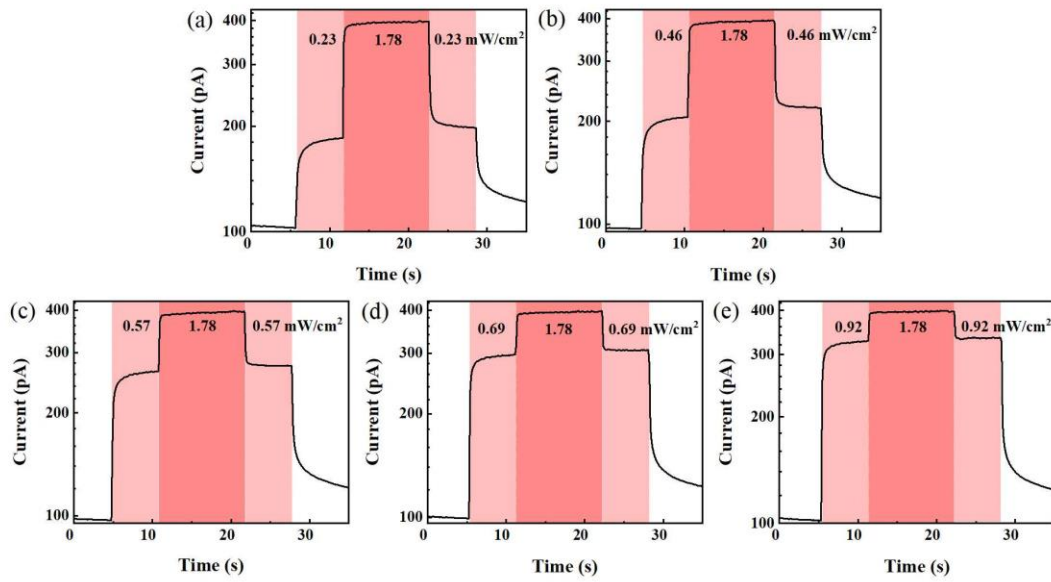 (a)
400
300
200
100
Current (pA)
0.23
1.78
0.23 mW/cm²
0 10 20 30
Time (s)
(b)
400
300
200
100
Current (pA)
0.46
1.78
0.46 mW/cm²
0 10 20 30
Time (s)
(c)
400
300
200
100
Current (pA)
0.57
1.78
0.57 mW/cm²
0 10 20 30
Time (s)
(d)
400
300
200
100
Current (pA)
0.69
1.78
0.69 mW/cm²
0 10 20 30
Time (s)
(e)
400
300
200
100
Current (pA)
0.92
1.78
0.92 mW/cm²
0 10 20 30
Time (s)